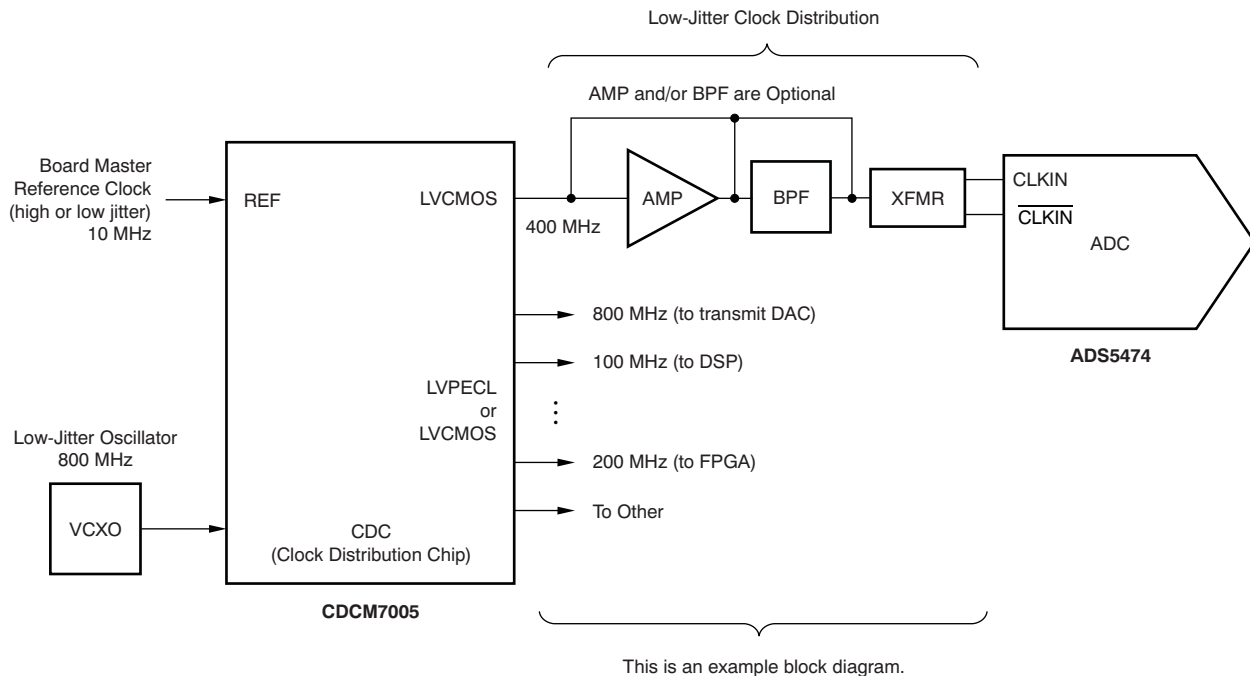 Low-Jitter Clock Distribution
AMP and/or BPF are Optional
Board Master
Reference Clock
(high or low jitter)
10 MHz
REF
LVCMOS
400 MHz
AMP
BPF
XFMR
CLKIN
CLKIN
ADC
ADS5474
800 MHz (to transmit DAC)
100 MHz (to DSP)
LVPECL
or
LVCMOS
⋮
200 MHz (to FPGA)
To Other
Low-Jitter Oscillator
800 MHz
VCXO
CDC
(Clock Distribution Chip)
CDCM7005
This is an example block diagram.